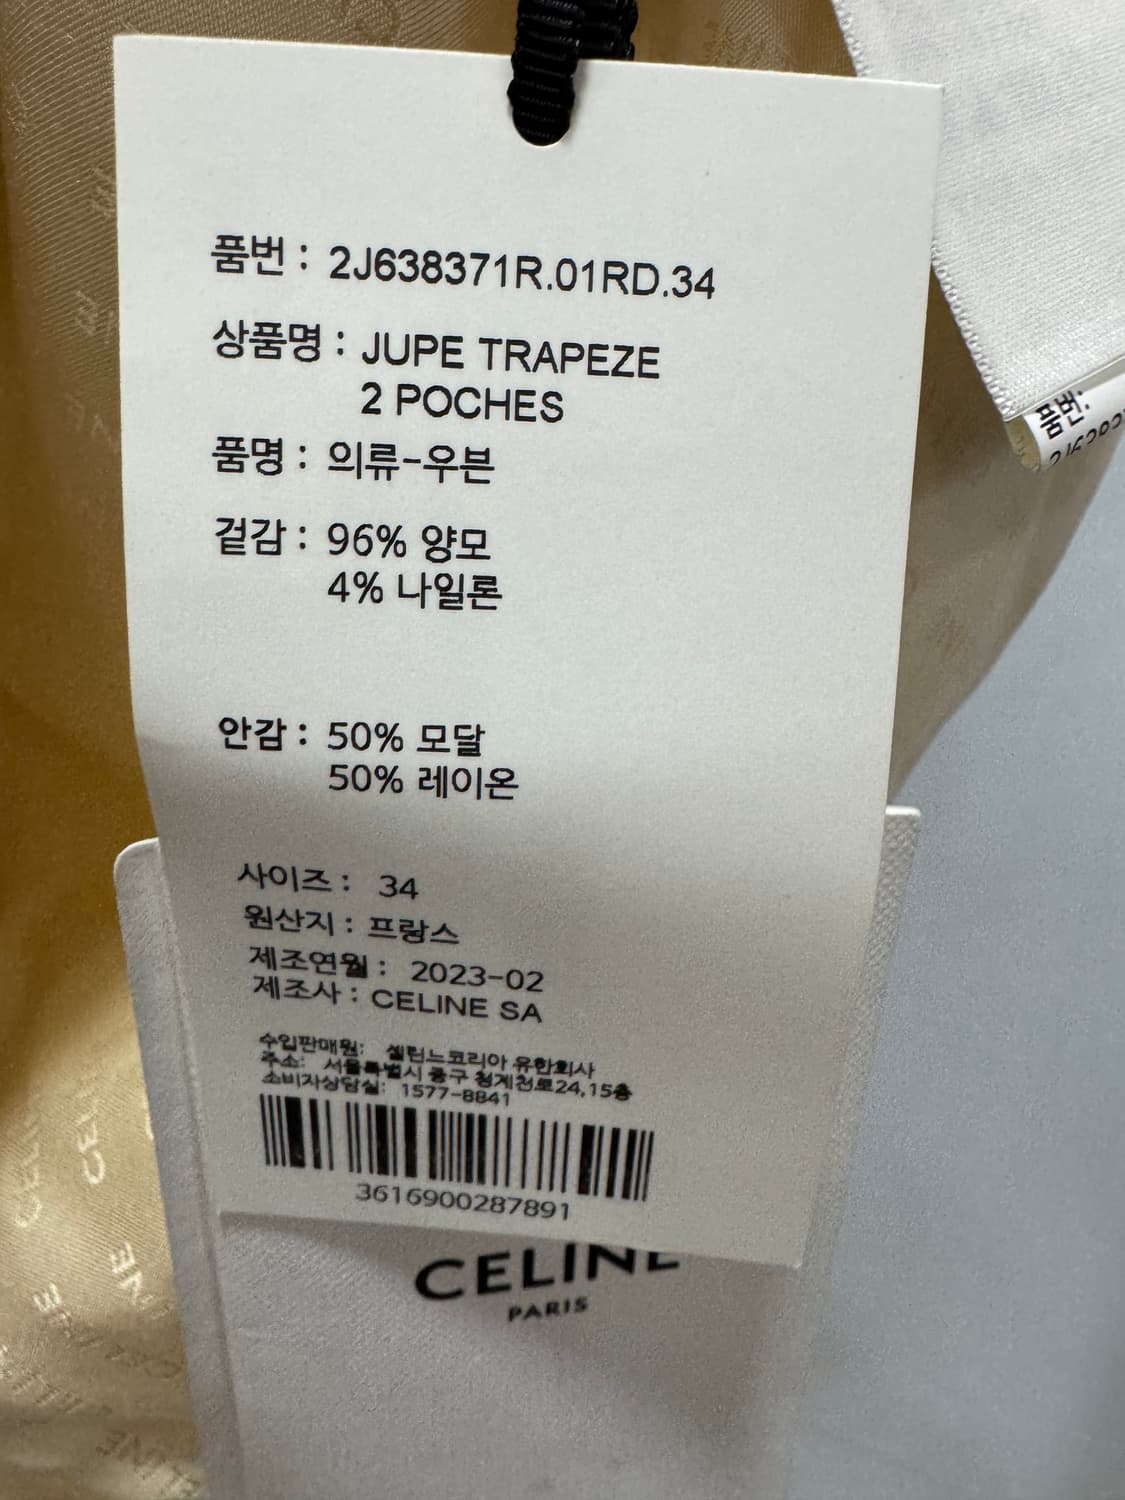 품번 : 2J638371R.01RD.34
상품명 : JUPE TRAPEZE
2 POCHES
품명 : 의류-우븐
겉감 : 96% 양모
4% 나일론
안감 : 50% 모달
50% 레이온
사이즈 : 34
원산지 : 프랑스
제조연월 : 2023-02
제조사 : CELINE SA
수입판매원: 셀린느코리아 유한회사
주소: 서울특별시 중구 청계천로24,15층
소비자상담실: 1577-8841
3616900287891
CELINE
PARIS
품번:
CELINE